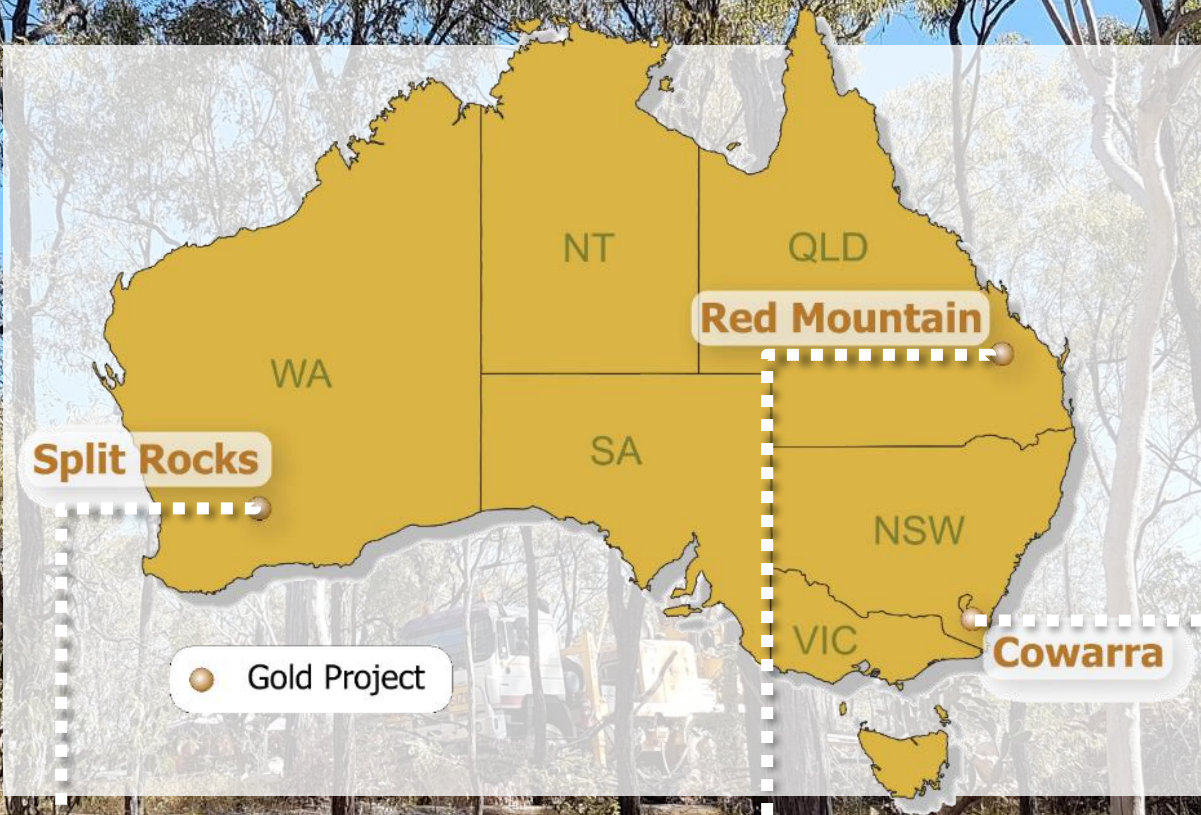 NT
QLD
Red Mountain
WA
Split Rocks
SA
NSW
VIC
Cowarra
Gold Project